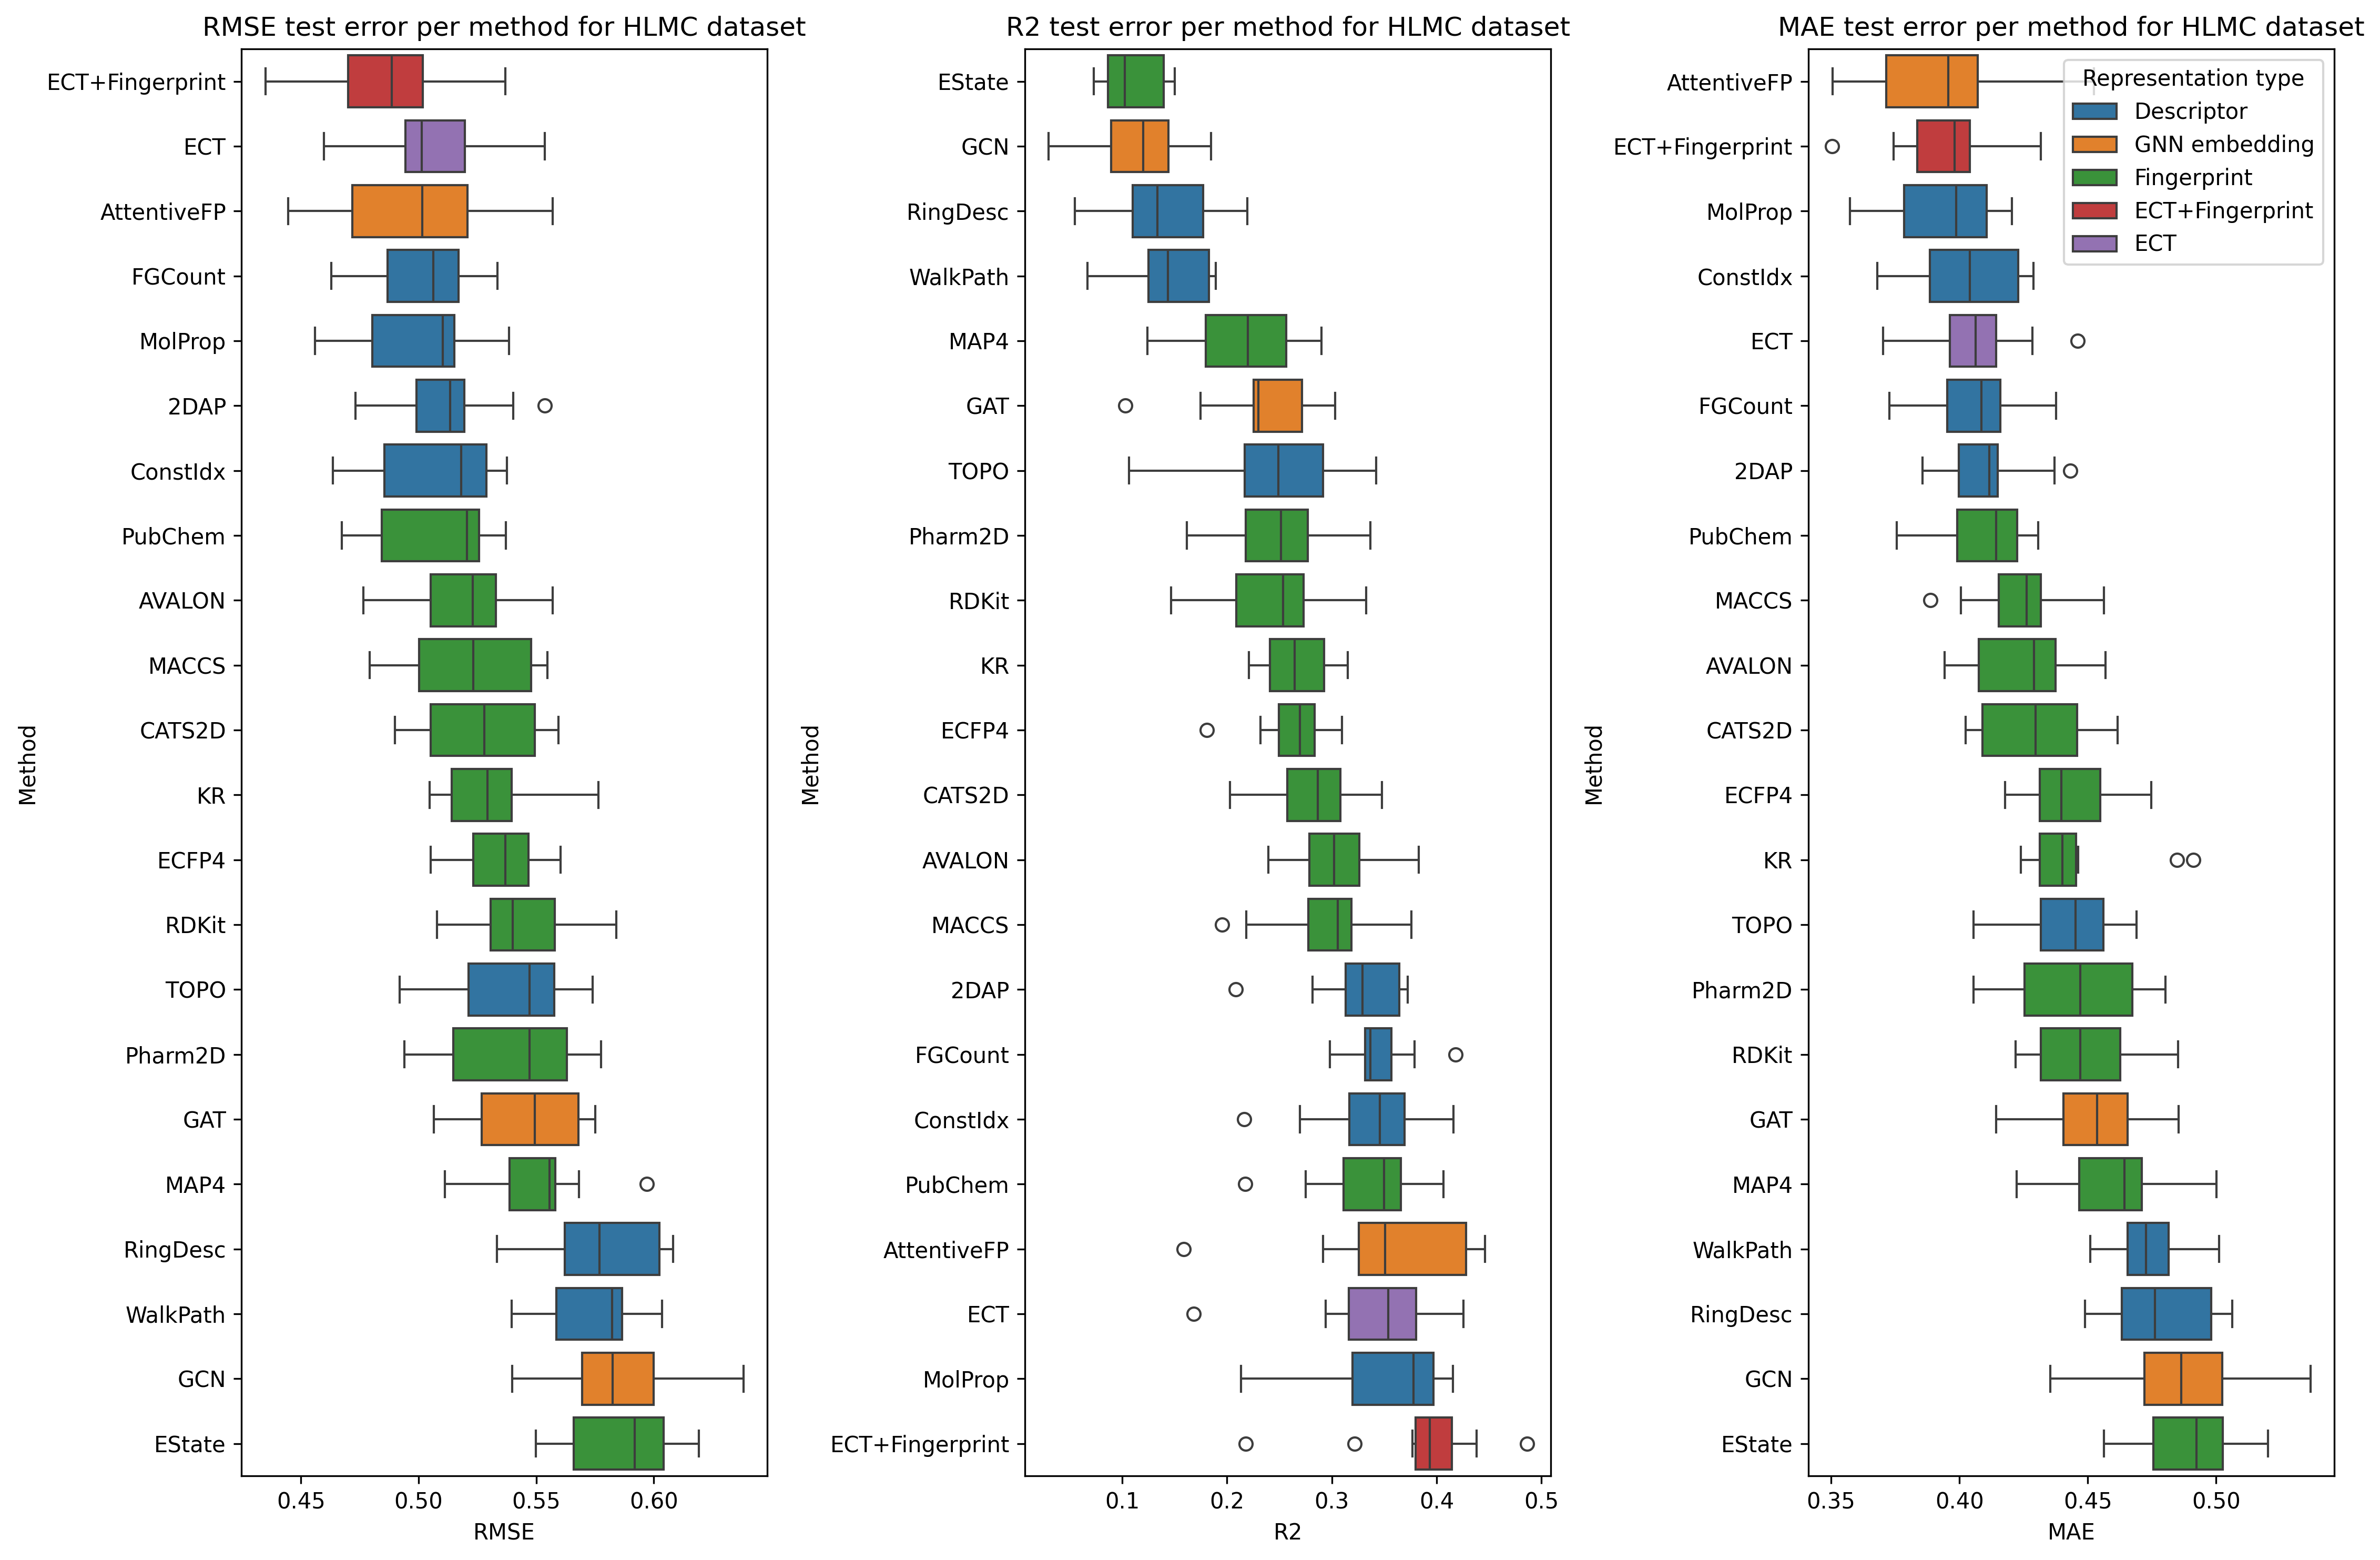 RMSE test error per method for HLMC dataset
ECT+Fingerprint
ECT
AttentiveFP
FGCount
MolProp
2DAP
ConstIdx
PubChem
AVALON
MACCS
CATS2D
KR
ECFP4
RDKit
TOPO
Pharm2D
GAT
MAP4
RingDesc
WalkPath
GCN
EState
Method
0.45 0.50 0.55 0.60
RMSE
R2 test error per method for HLMC dataset
EState
GCN
RingDesc
WalkPath
MAP4
GAT
TOPO
Pharm2D
RDKit
KR
ECFP4
CATS2D
AVALON
MACCS
2DAP
FGCount
ConstIdx
PubChem
AttentiveFP
ECT
MolProp
ECT+Fingerprint
Method
0.1 0.2 0.3 0.4 0.5
R2
MAE test error per method for HLMC dataset
AttentiveFP
ECT+Fingerprint
MolProp
ConstIdx
ECT
FGCount
2DAP
PubChem
MACCS
AVALON
CATS2D
ECFP4
KR
TOPO
Pharm2D
RDKit
GAT
MAP4
WalkPath
RingDesc
GCN
EState
Method
0.35 0.40 0.45 0.50
MAE
Representation type
Descriptor
GNN embedding
Fingerprint
ECT+Fingerprint
ECT